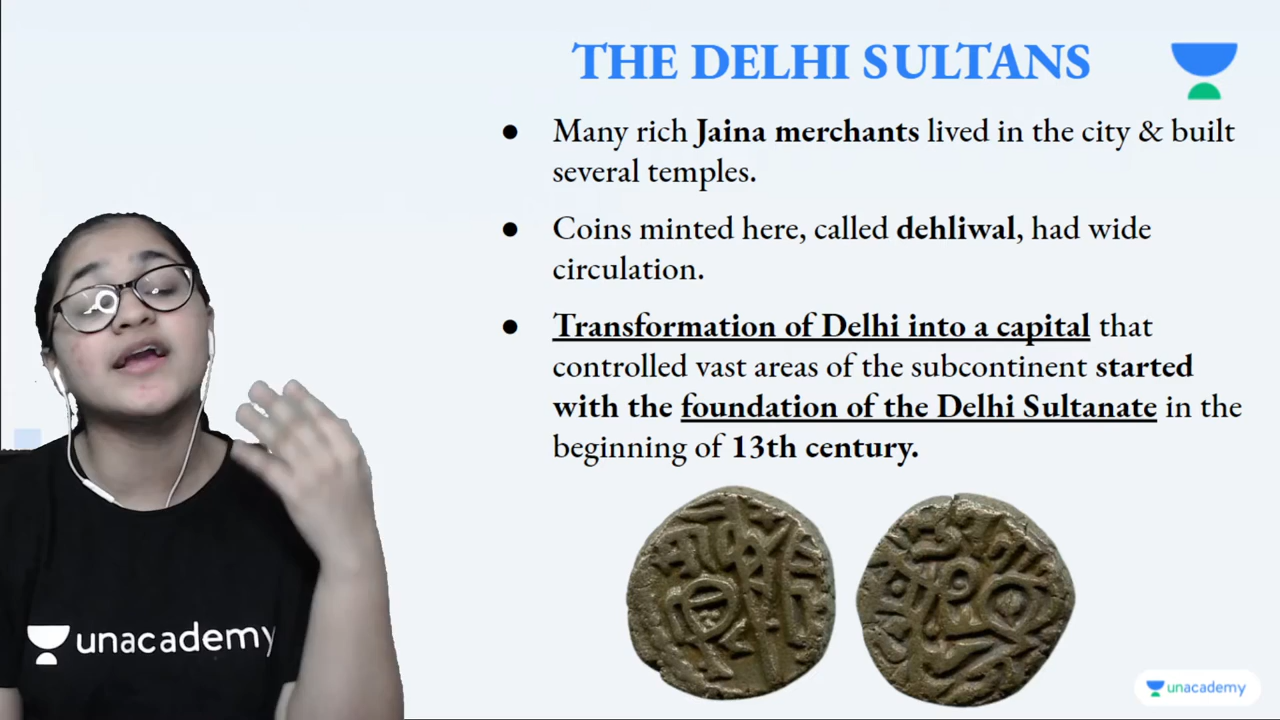 THE DELHI SULTANS
● Many rich Jaina merchants lived in the city & built
several temples.
● Coins minted here, called dehliwal, had wide
circulation.
● Transformation of Delhi into a capital that
controlled vast areas of the subcontinent started
with the foundation of the Delhi Sultanate in the
beginning of 13th century.
unacademy
unacademy